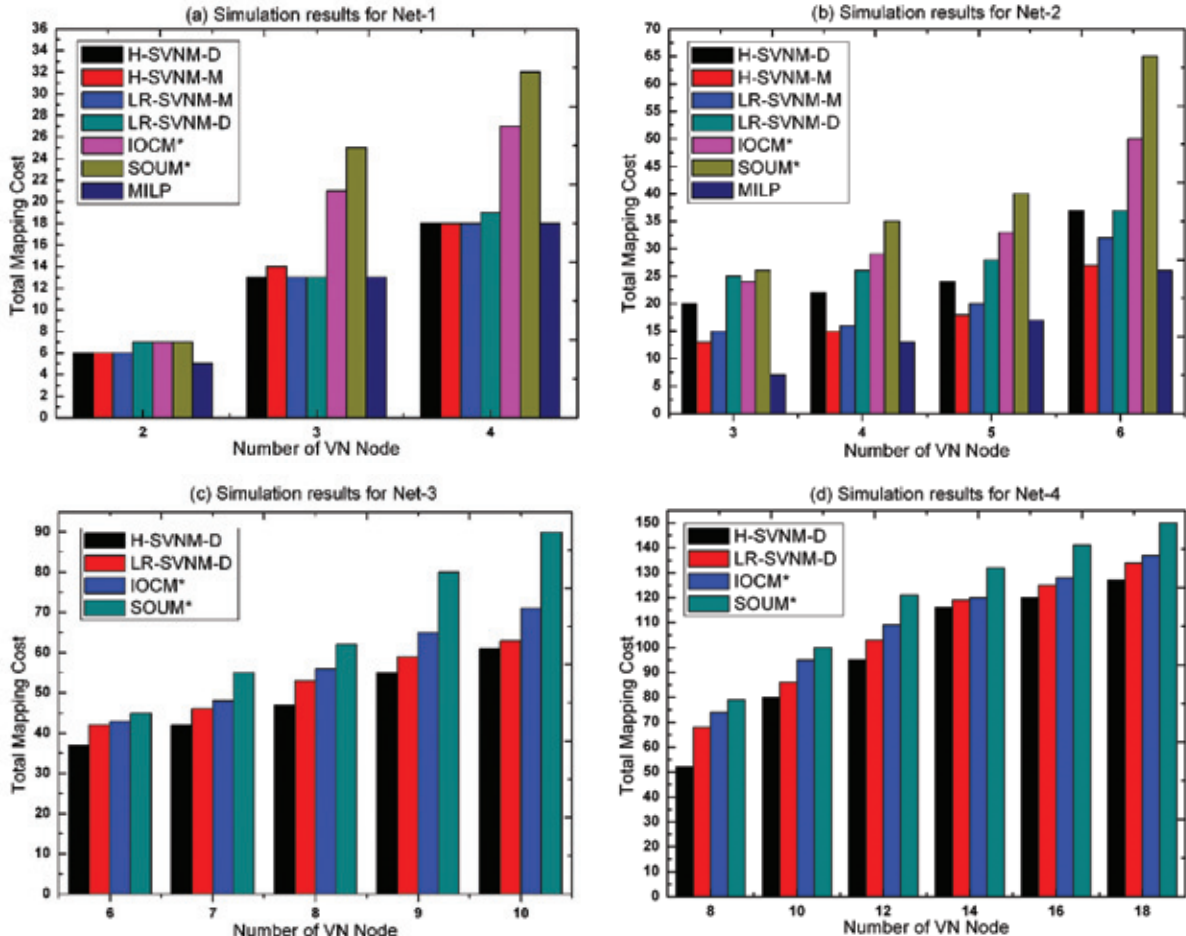 (a) Simulation results for Net-1
36
34
32
30
28
26
24
22
20
18
16
14
12
10
8
6
4
2
0
Total Mapping Cost
H-SVNM-D
H-SVNM-M
LR-SVNM-M
LR-SVNM-D
IOCM*
SOUM*
MILP
2 3 4
Number of VN Node
(b) Simulation results for Net-2
70
65
60
55
50
45
40
35
30
25
20
15
10
5
0
Total Mapping Cost
H-SVNM-D
H-SVNM-M
LR-SVNM-M
LR-SVNM-D
IOCM*
SOUM*
MILP
3 4 5 6
Number of VN Node
(c) Simulation results for Net-3
90
80
70
60
50
40
30
20
10
0
Total Mapping Cost
H-SVNM-D
LR-SVNM-D
IOCM*
SOUM*
6 7 8 9 10
Number of VN Node
(d) Simulation results for Net-4
150
140
130
120
110
100
90
80
70
60
50
40
30
20
10
0
Total Mapping Cost
H-SVNM-D
LR-SVNM-D
IOCM*
SOUM*
8 10 12 14 16 18
Number of VN Node